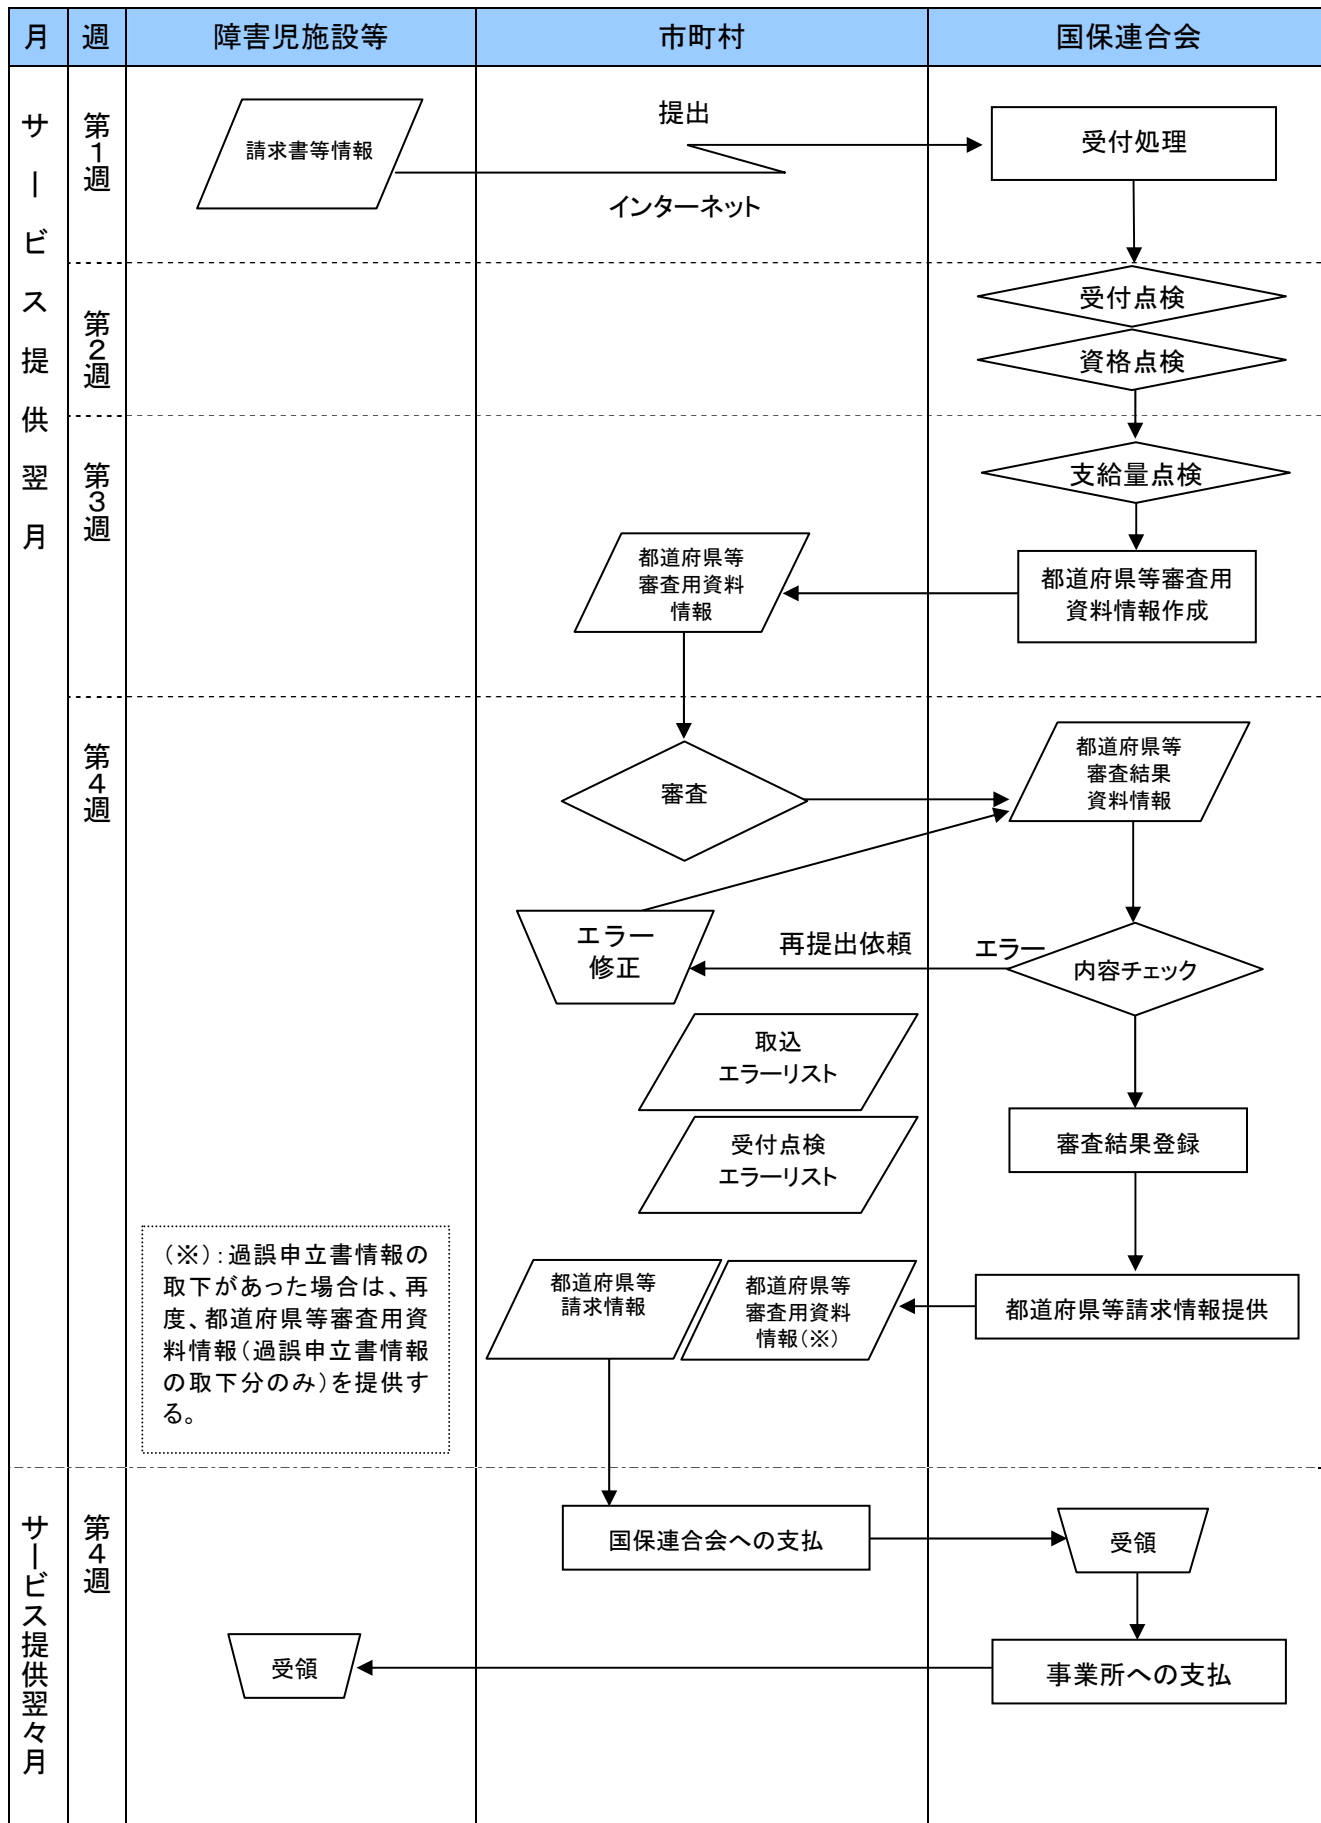 月
週
障害児施設等
市町村
国保連合会
サービス提供翌月
第1週
請求書等情報
提出
インターネット
受付処理
第2週
受付点検
資格点検
第3週
支給量点検
都道府県等
審査用資料
情報
都道府県等審査用
資料情報作成
第4週
審査
都道府県等
審査結果
資料情報
エラー
修正
再提出依頼
エラー
内容チェック
取込
エラーリスト
受付点検
エラーリスト
審査結果登録
(※):過誤申立書情報の
取下があった場合は、再
度、都道府県等審査用資
料情報(過誤申立書情報
の取下分のみ)を提供す
る。
都道府県等
請求情報
都道府県等
審査用資料
情報(※)
都道府県等請求情報提供
サービス提供翌々月
第4週
国保連合会への支払
受領
受領
事業所への支払